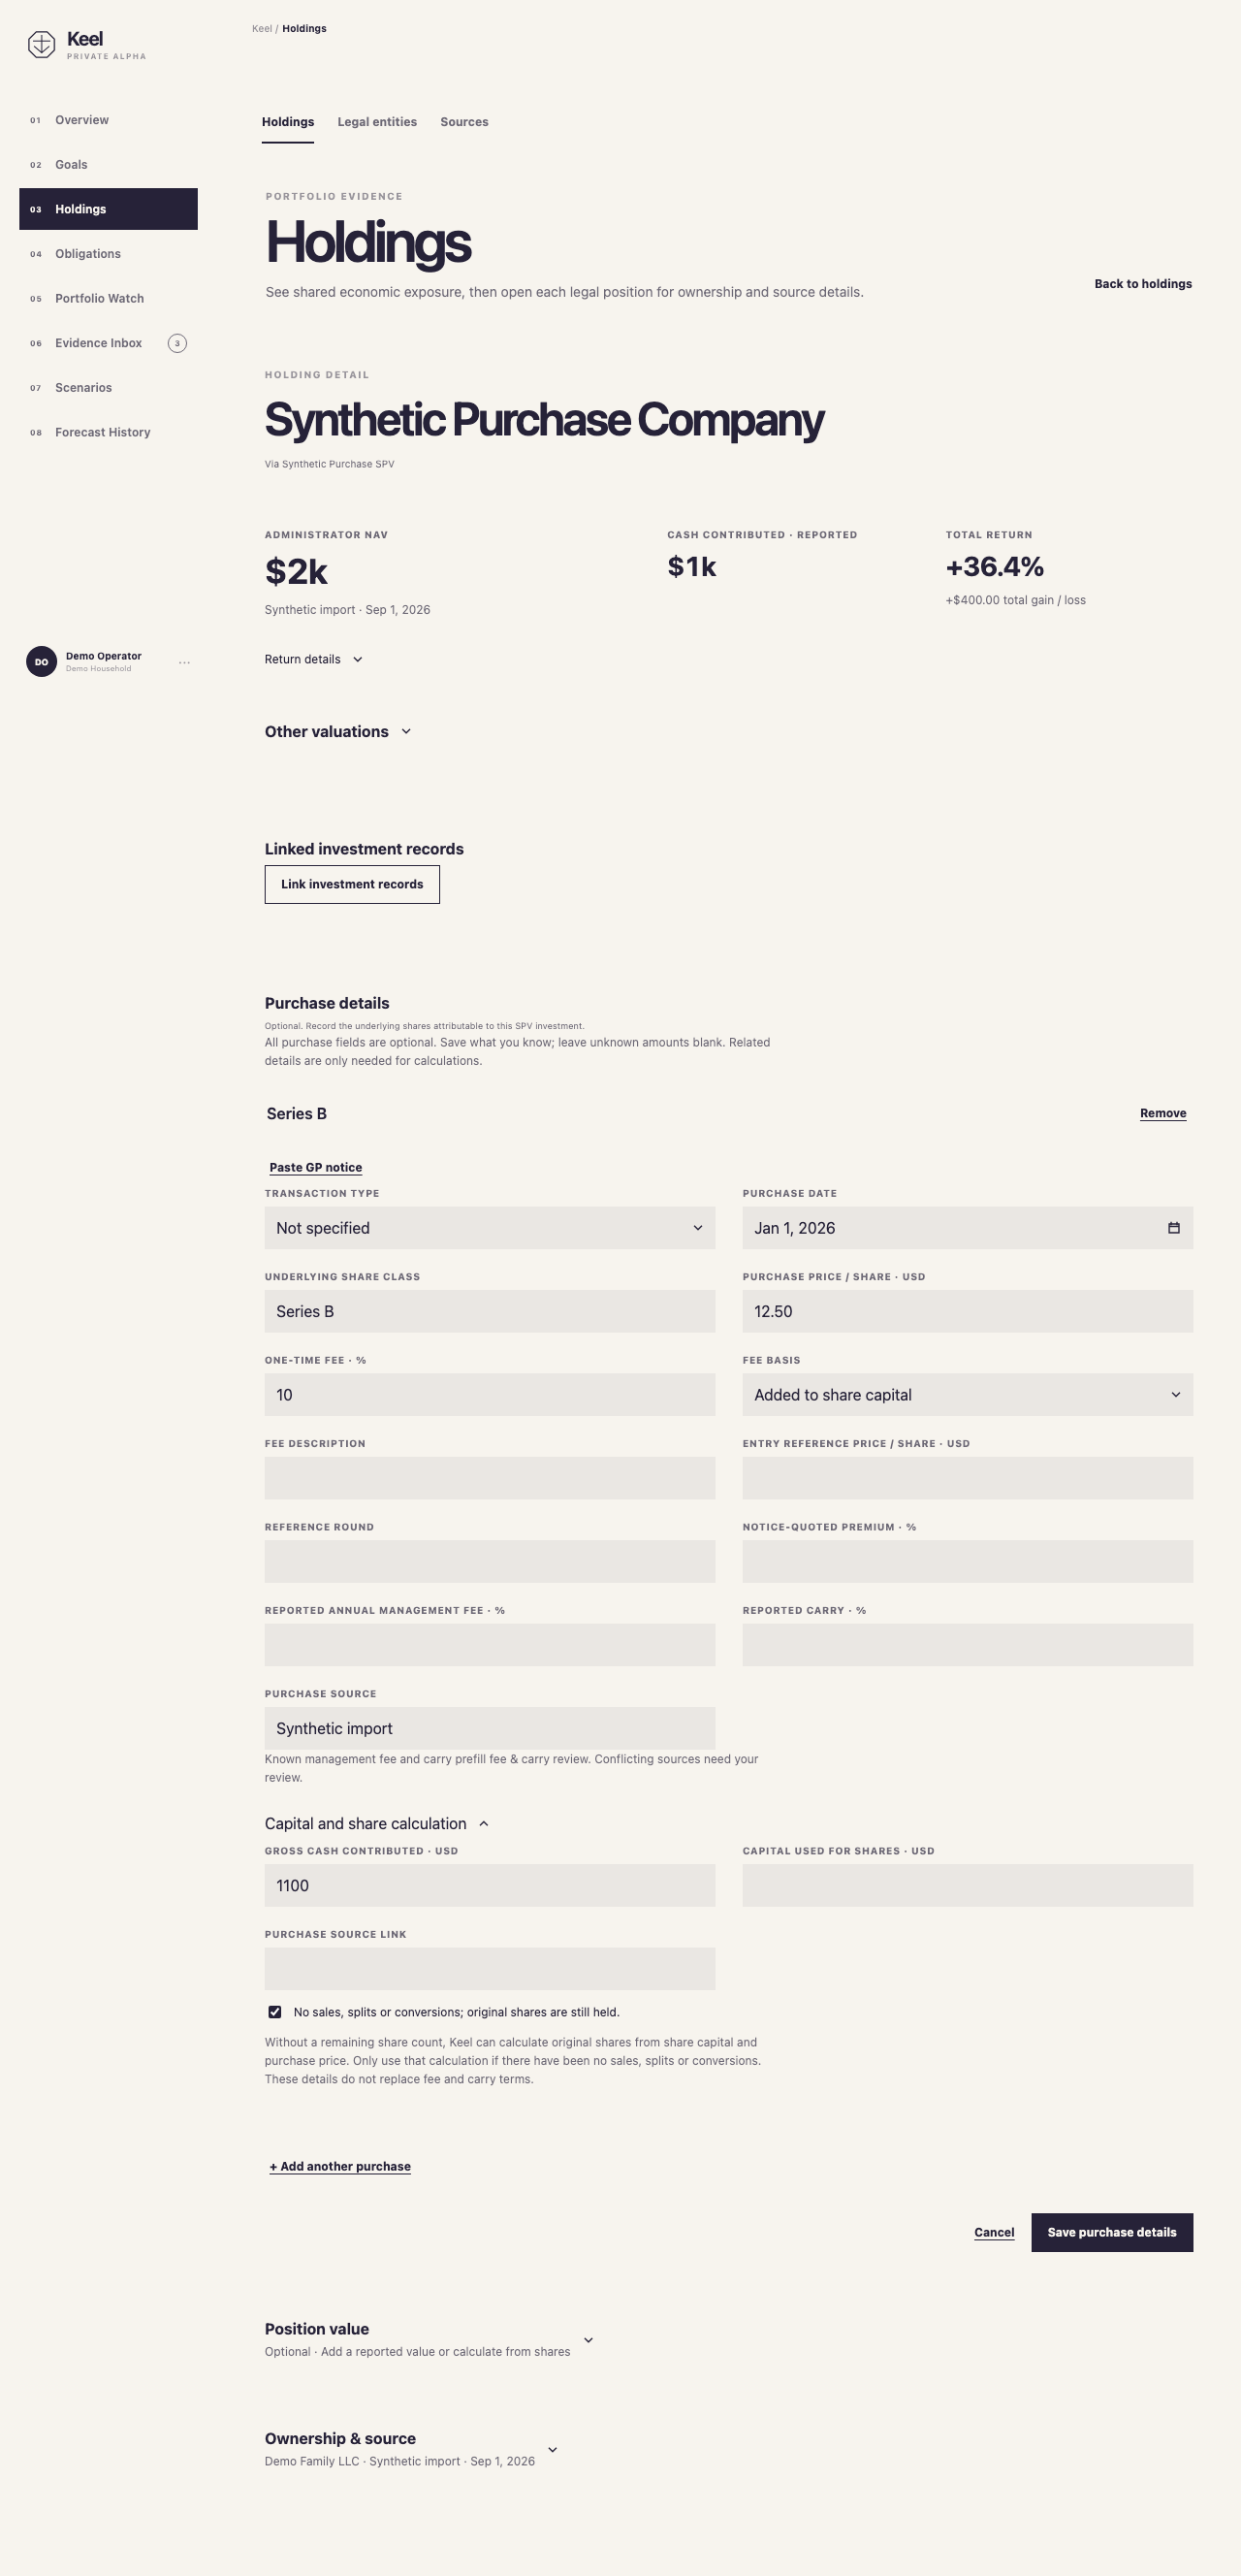 Keel
PRIVATE ALPHA
01 Overview
02 Goals
03 Holdings
04 Obligations
05 Portfolio Watch
06 Evidence Inbox 3
07 Scenarios
08 Forecast History
DO Demo Operator ...
Demo Household
Keel / Holdings
Holdings Legal entities Sources
PORTFOLIO EVIDENCE
Holdings
See shared economic exposure, then open each legal position for ownership and source details.
Back to holdings
HOLDING DETAIL
Synthetic Purchase Company
Via Synthetic Purchase SPV
ADMINISTRATOR NAV
$2k
Synthetic import · Sep 1, 2026
CASH CONTRIBUTED · REPORTED
$1k
TOTAL RETURN
+36.4%
+$400.00 total gain / loss
Return details
Other valuations
Linked investment records
Link investment records
Purchase details
Optional. Record the underlying shares attributable to this SPV investment.
All purchase fields are optional. Save what you know; leave unknown amounts blank. Related
details are only needed for calculations.
Series B Remove
Paste GP notice
TRANSACTION TYPE
Not specified
PURCHASE DATE
Jan 1, 2026
UNDERLYING SHARE CLASS
Series B
PURCHASE PRICE / SHARE · USD
12.50
ONE-TIME FEE · %
10
FEE BASIS
Added to share capital
FEE DESCRIPTION
ENTRY REFERENCE PRICE / SHARE · USD
REFERENCE ROUND
NOTICE-QUOTED PREMIUM · %
REPORTED ANNUAL MANAGEMENT FEE · %
REPORTED CARRY · %
PURCHASE SOURCE
Synthetic import
Known management fee and carry prefill fee & carry review. Conflicting sources need your
review.
Capital and share calculation
GROSS CASH CONTRIBUTED · USD
1100
CAPITAL USED FOR SHARES · USD
PURCHASE SOURCE LINK
No sales, splits or conversions; original shares are still held.
Without a remaining share count, Keel can calculate original shares from share capital and
purchase price. Only use that calculation if there have been no sales, splits or conversions.
These details do not replace fee and carry terms.
+ Add another purchase
Cancel Save purchase details
Position value
Optional · Add a reported value or calculate from shares
Ownership & source
Demo Family LLC · Synthetic import · Sep 1, 2026